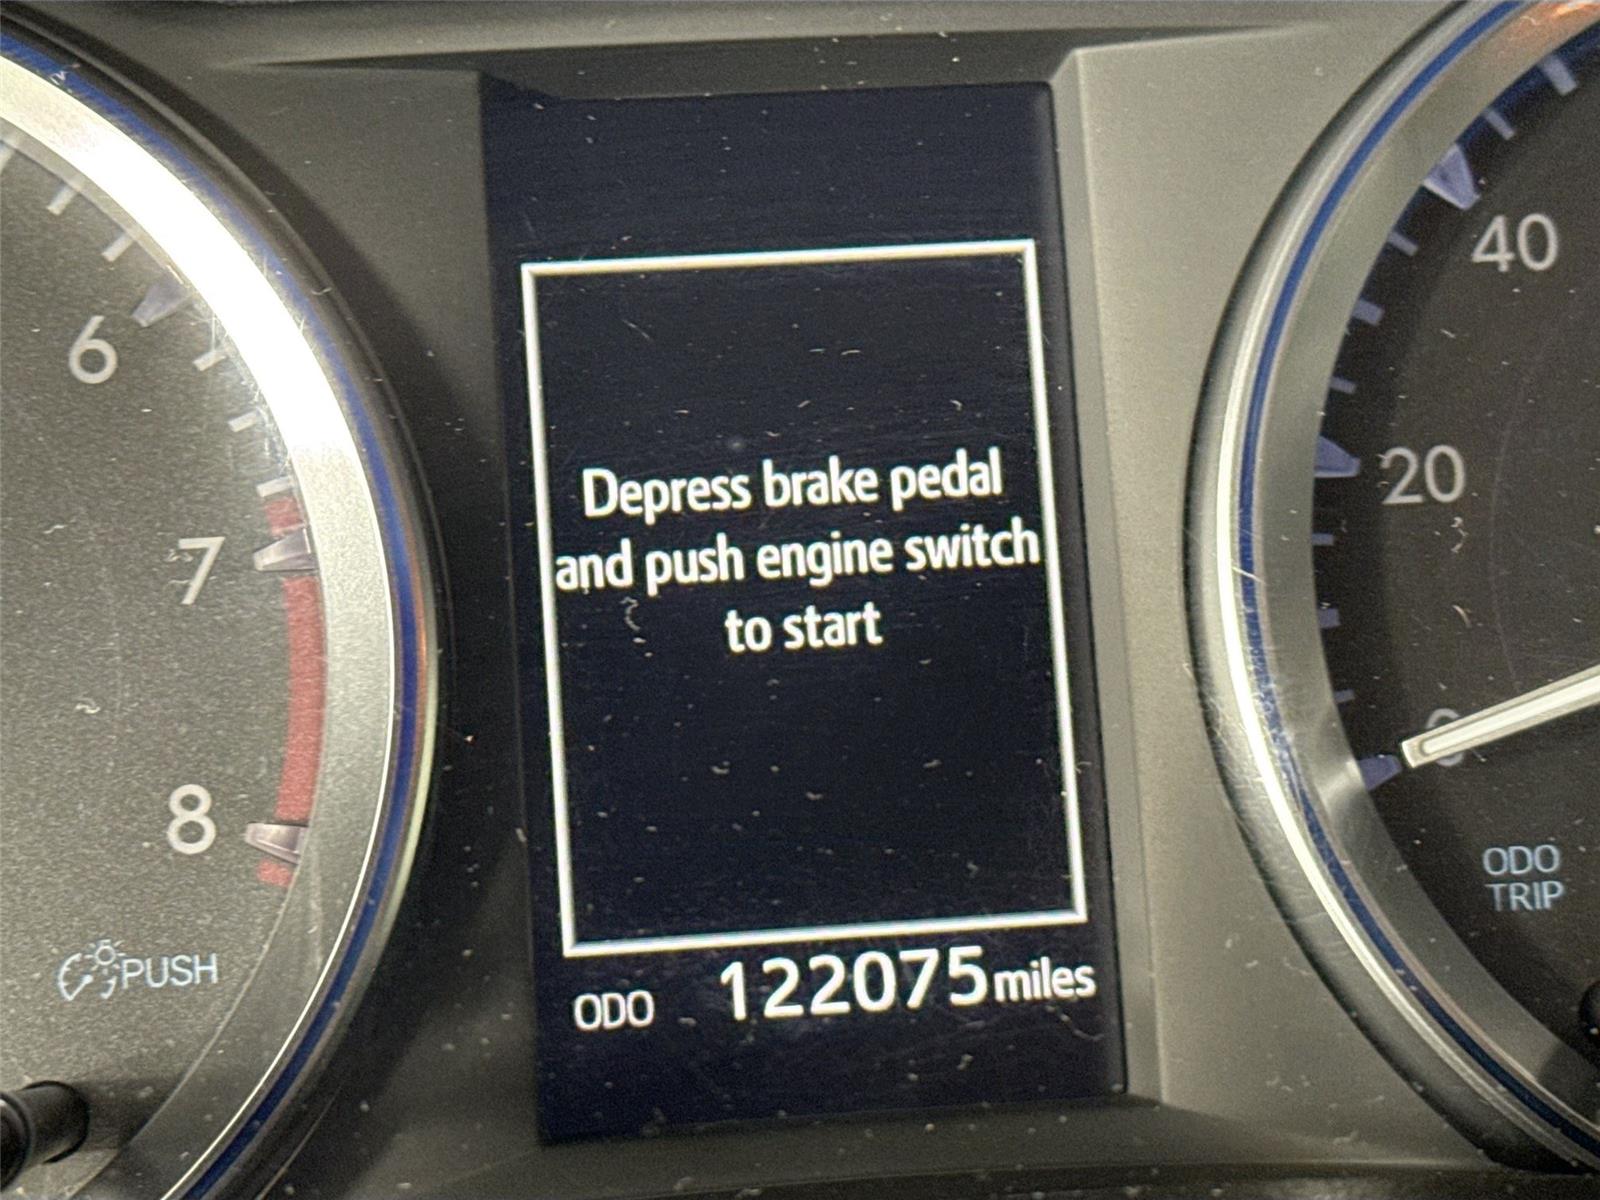 6
7
8
PUSH
Depress brake pedal
and push engine switch
to start
ODO 122075 miles
40
20
0
ODO
TRIP